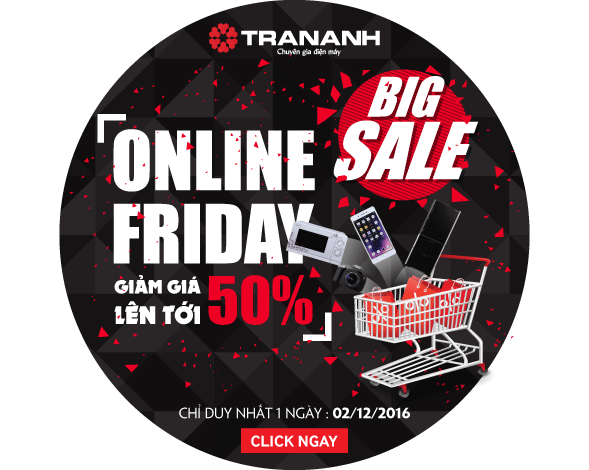 TRANANH
Chuyên gia điện máy
BIG
SALE
ONLINE
FRIDAY
GIẢM GIÁ
LÊN TỚI 50%
CHỈ DUY NHẤT 1 NGÀY : 02/12/2016
CLICK NGAY